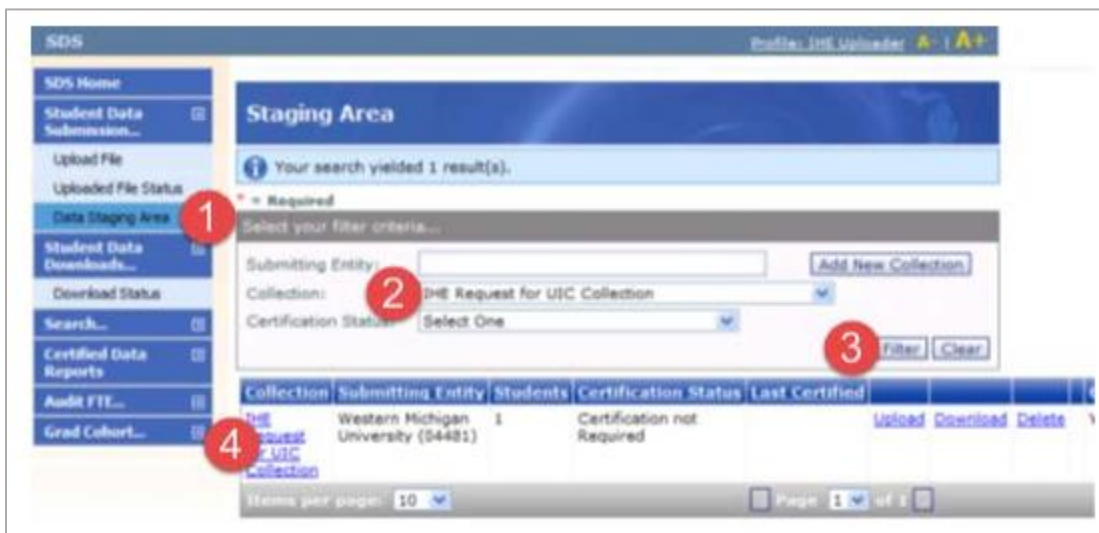 SDS
Profile: IHE Uploader A- | A+
SDS Home
Student Data
Submission...
Upload File
Uploaded File Status
Data Staging Area
Student Data
Downloads...
Download Status
Search...
Certified Data
Reports
Audit FTE...
Grad Cohort...
Staging Area
Your search yielded 1 result(s).
* = Required
Select your filter criteria...
Submitting Entity:
Add New Collection
Collection: IHE Request for UIC Collection
Certification Status: Select One
Filter Clear
Collection Submitting Entity Students Certification Status Last Certified
IHE Western Michigan 1 Certification not Upload Download Delete
Request University (04481) Required
for UIC
Collection
Items per page: 10 Page 1 of 1
1
2
3
4